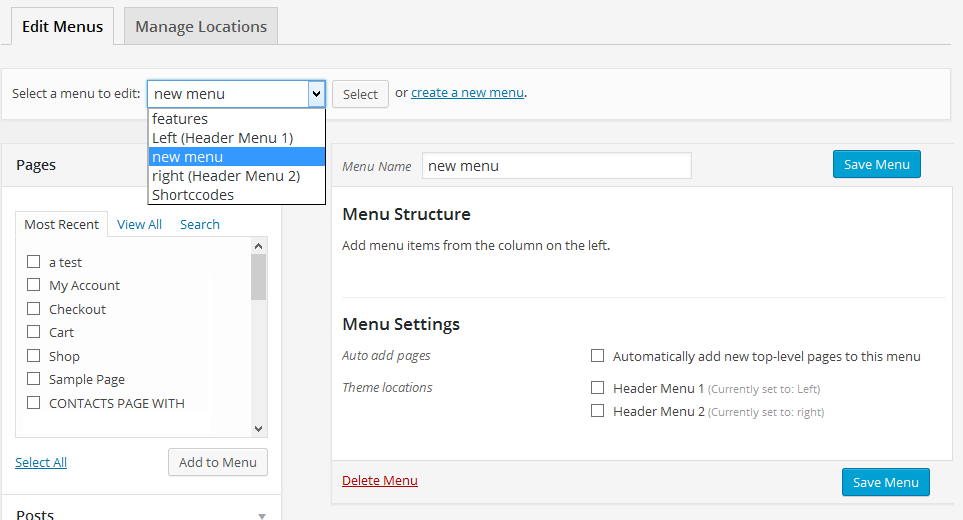 Edit Menus
Manage Locations
Select a menu to edit: new menu Select or create a new menu.
features
Left (Header Menu 1)
new menu
right (Header Menu 2)
Shortccodes
Pages
Most Recent View All Search
a test
My Account
Checkout
Cart
Shop
Sample Page
CONTACTS PAGE WITH
Select All Add to Menu
Posts
Menu Name new menu Save Menu
Menu Structure
Add menu items from the column on the left.
Menu Settings
Auto add pages Automatically add new top-level pages to this menu
Theme locations Header Menu 1 (Currently set to: Left)
Header Menu 2 (Currently set to: right)
Delete Menu Save Menu